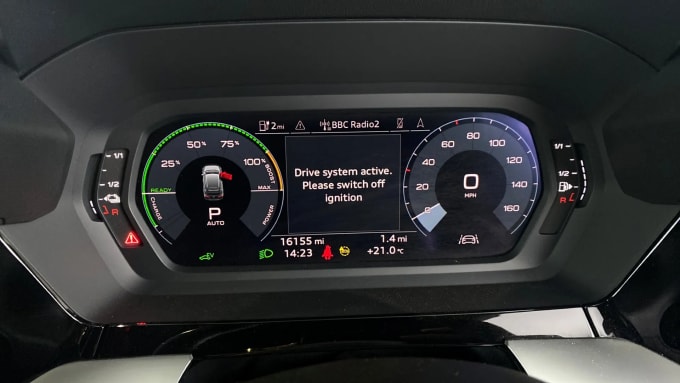 2mi BBC Radio2
50% 75%
25% 100%
BOOST
READY MAX
CHARGE POWER
P
AUTO
Drive system active.
Please switch off
ignition
80
60 100
40 120
20 140
0 160
0
MPH
1/1
1/2
R
1/1
1/2
R
16155 mi 1.4 mi
14:23 +21.0°C